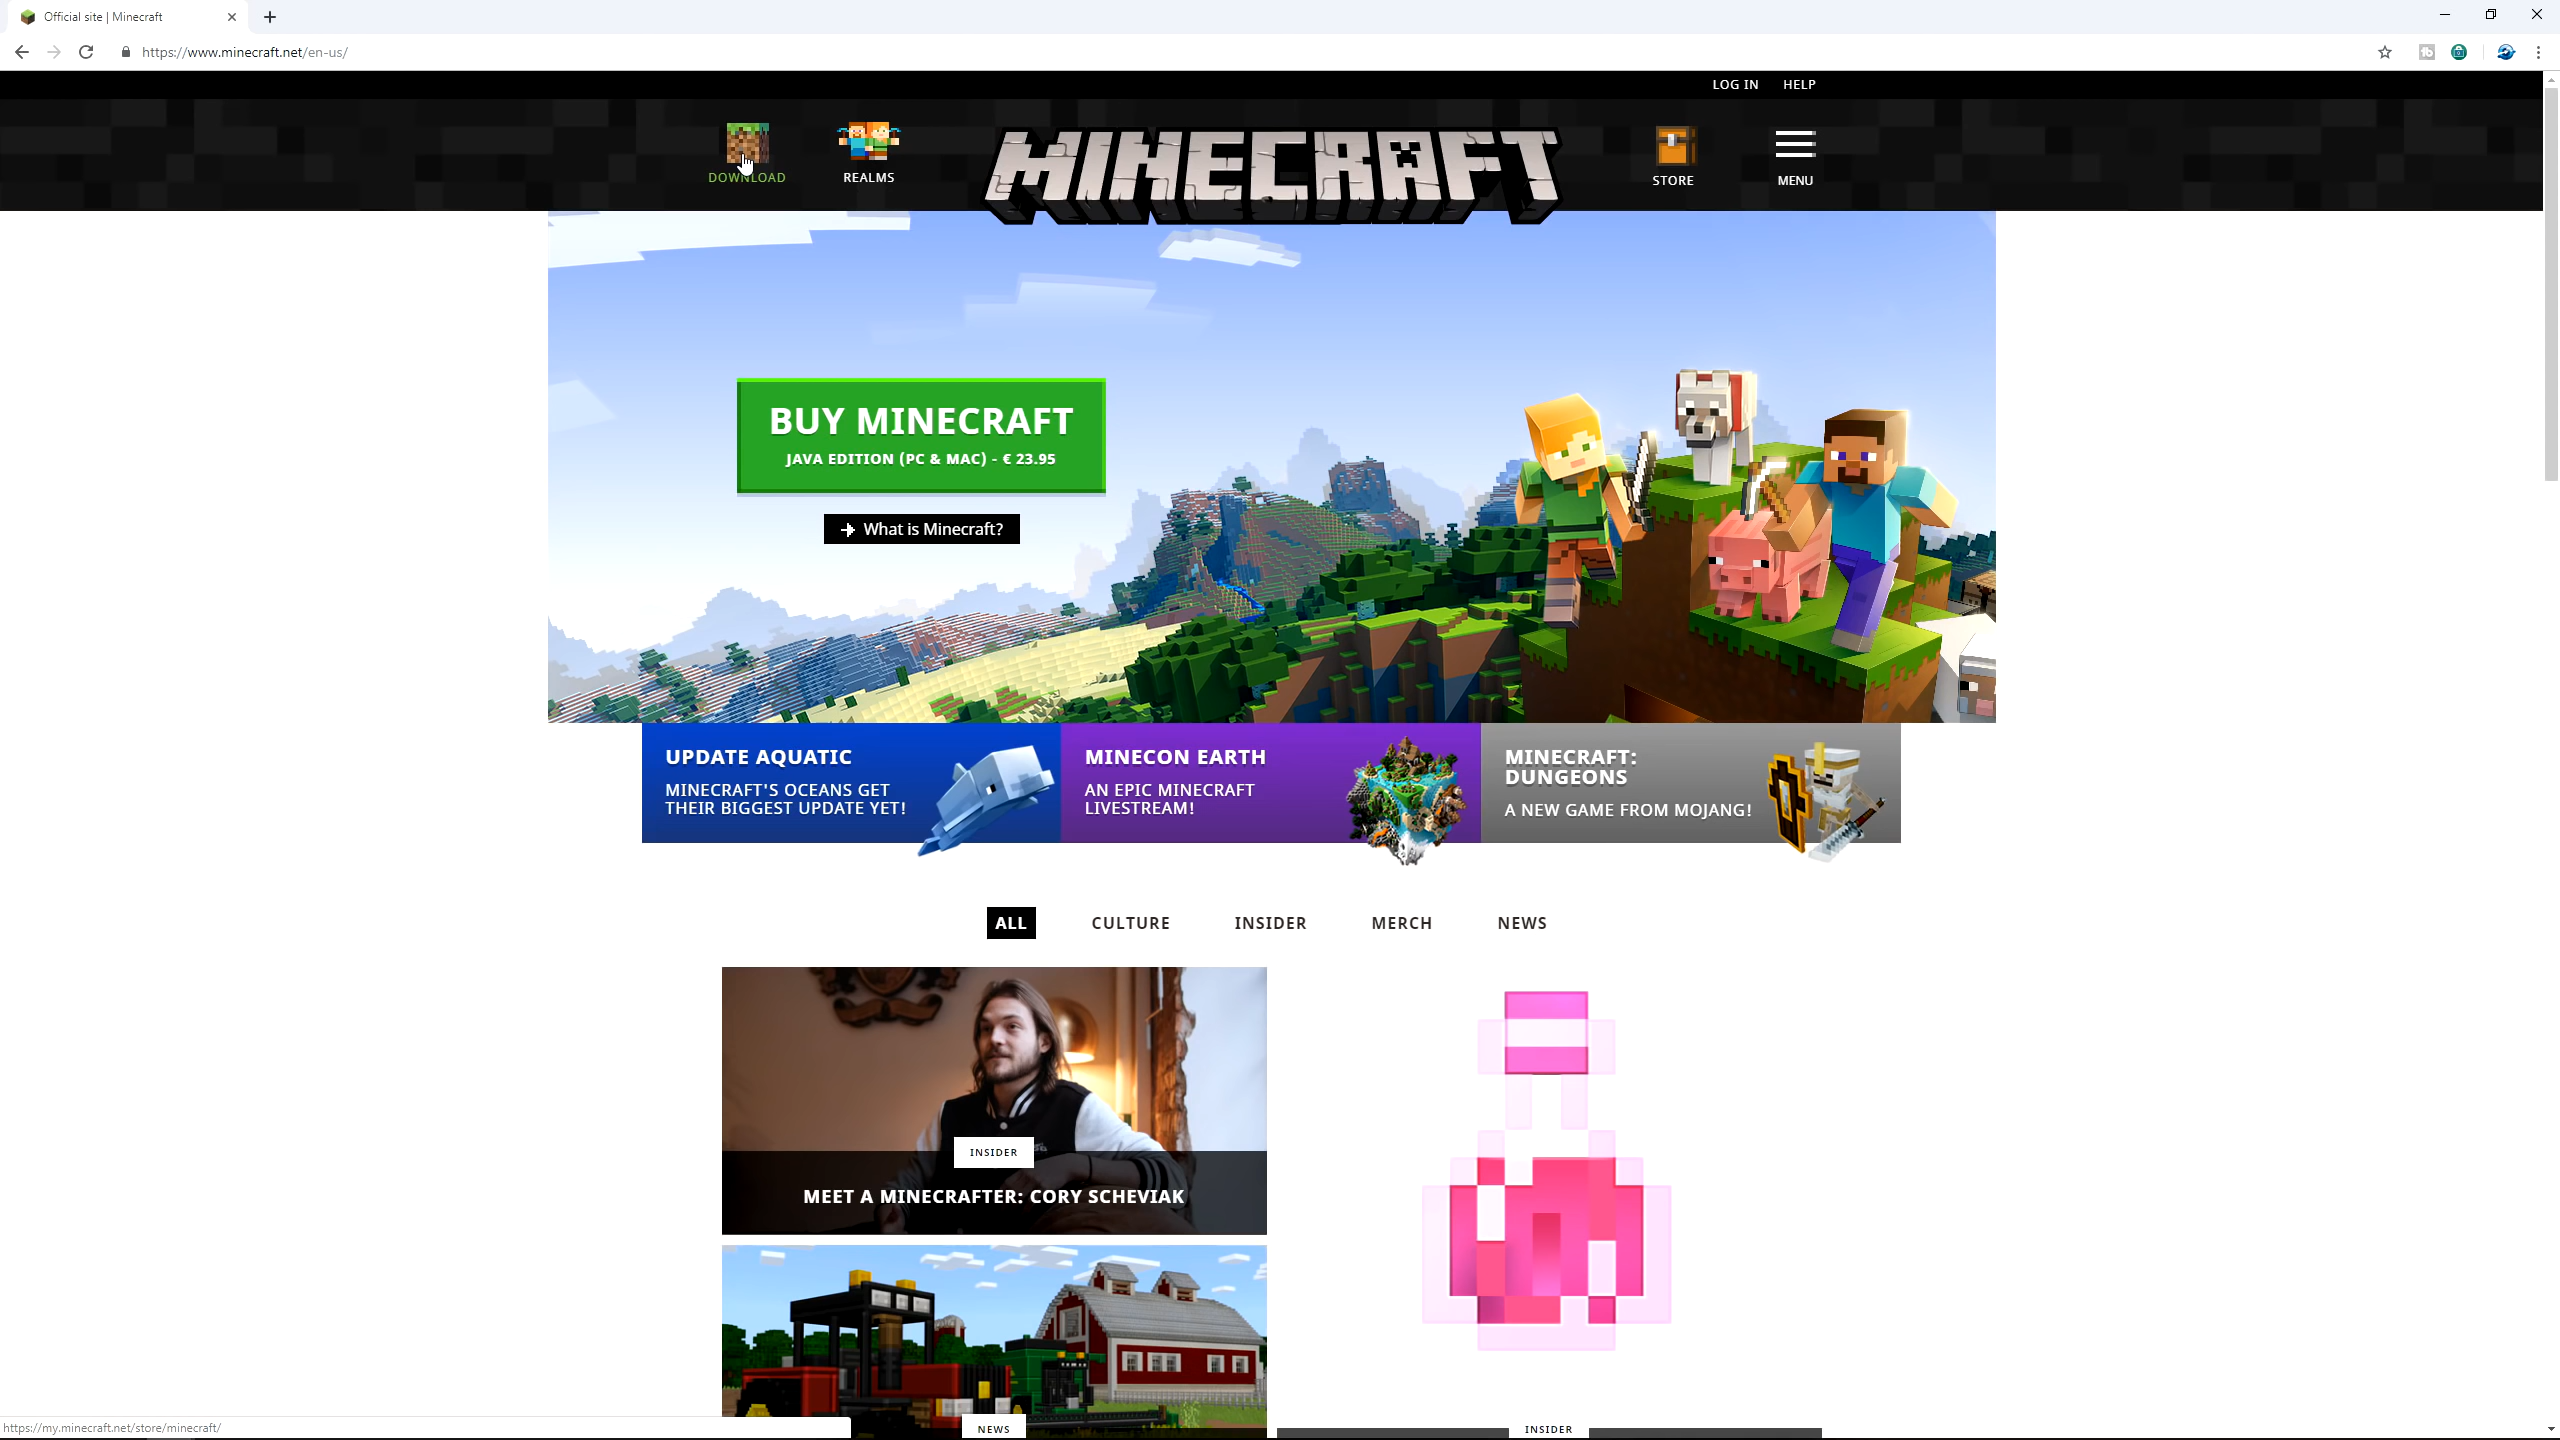 Official site | Minecraft
https://www.minecraft.net/en-us/
LOG IN
HELP
DOWNLOAD
REALMS
MINECRAFT
STORE
MENU
BUY MINECRAFT
JAVA EDITION (PC & MAC) - € 23.95
What is Minecraft?
UPDATE AQUATIC
MINECRAFT'S OCEANS GET
THEIR BIGGEST UPDATE YET!
MINECON EARTH
AN EPIC MINECRAFT
LIVESTREAM!
MINECRAFT:
DUNGEONS
A NEW GAME FROM MOJANG!
ALL
CULTURE
INSIDER
MERCH
NEWS
INSIDER
MEET A MINECRAFTER: CORY SCHEVIAK
NEWS
INSIDER
https://my.minecraft.net/store/minecraft/